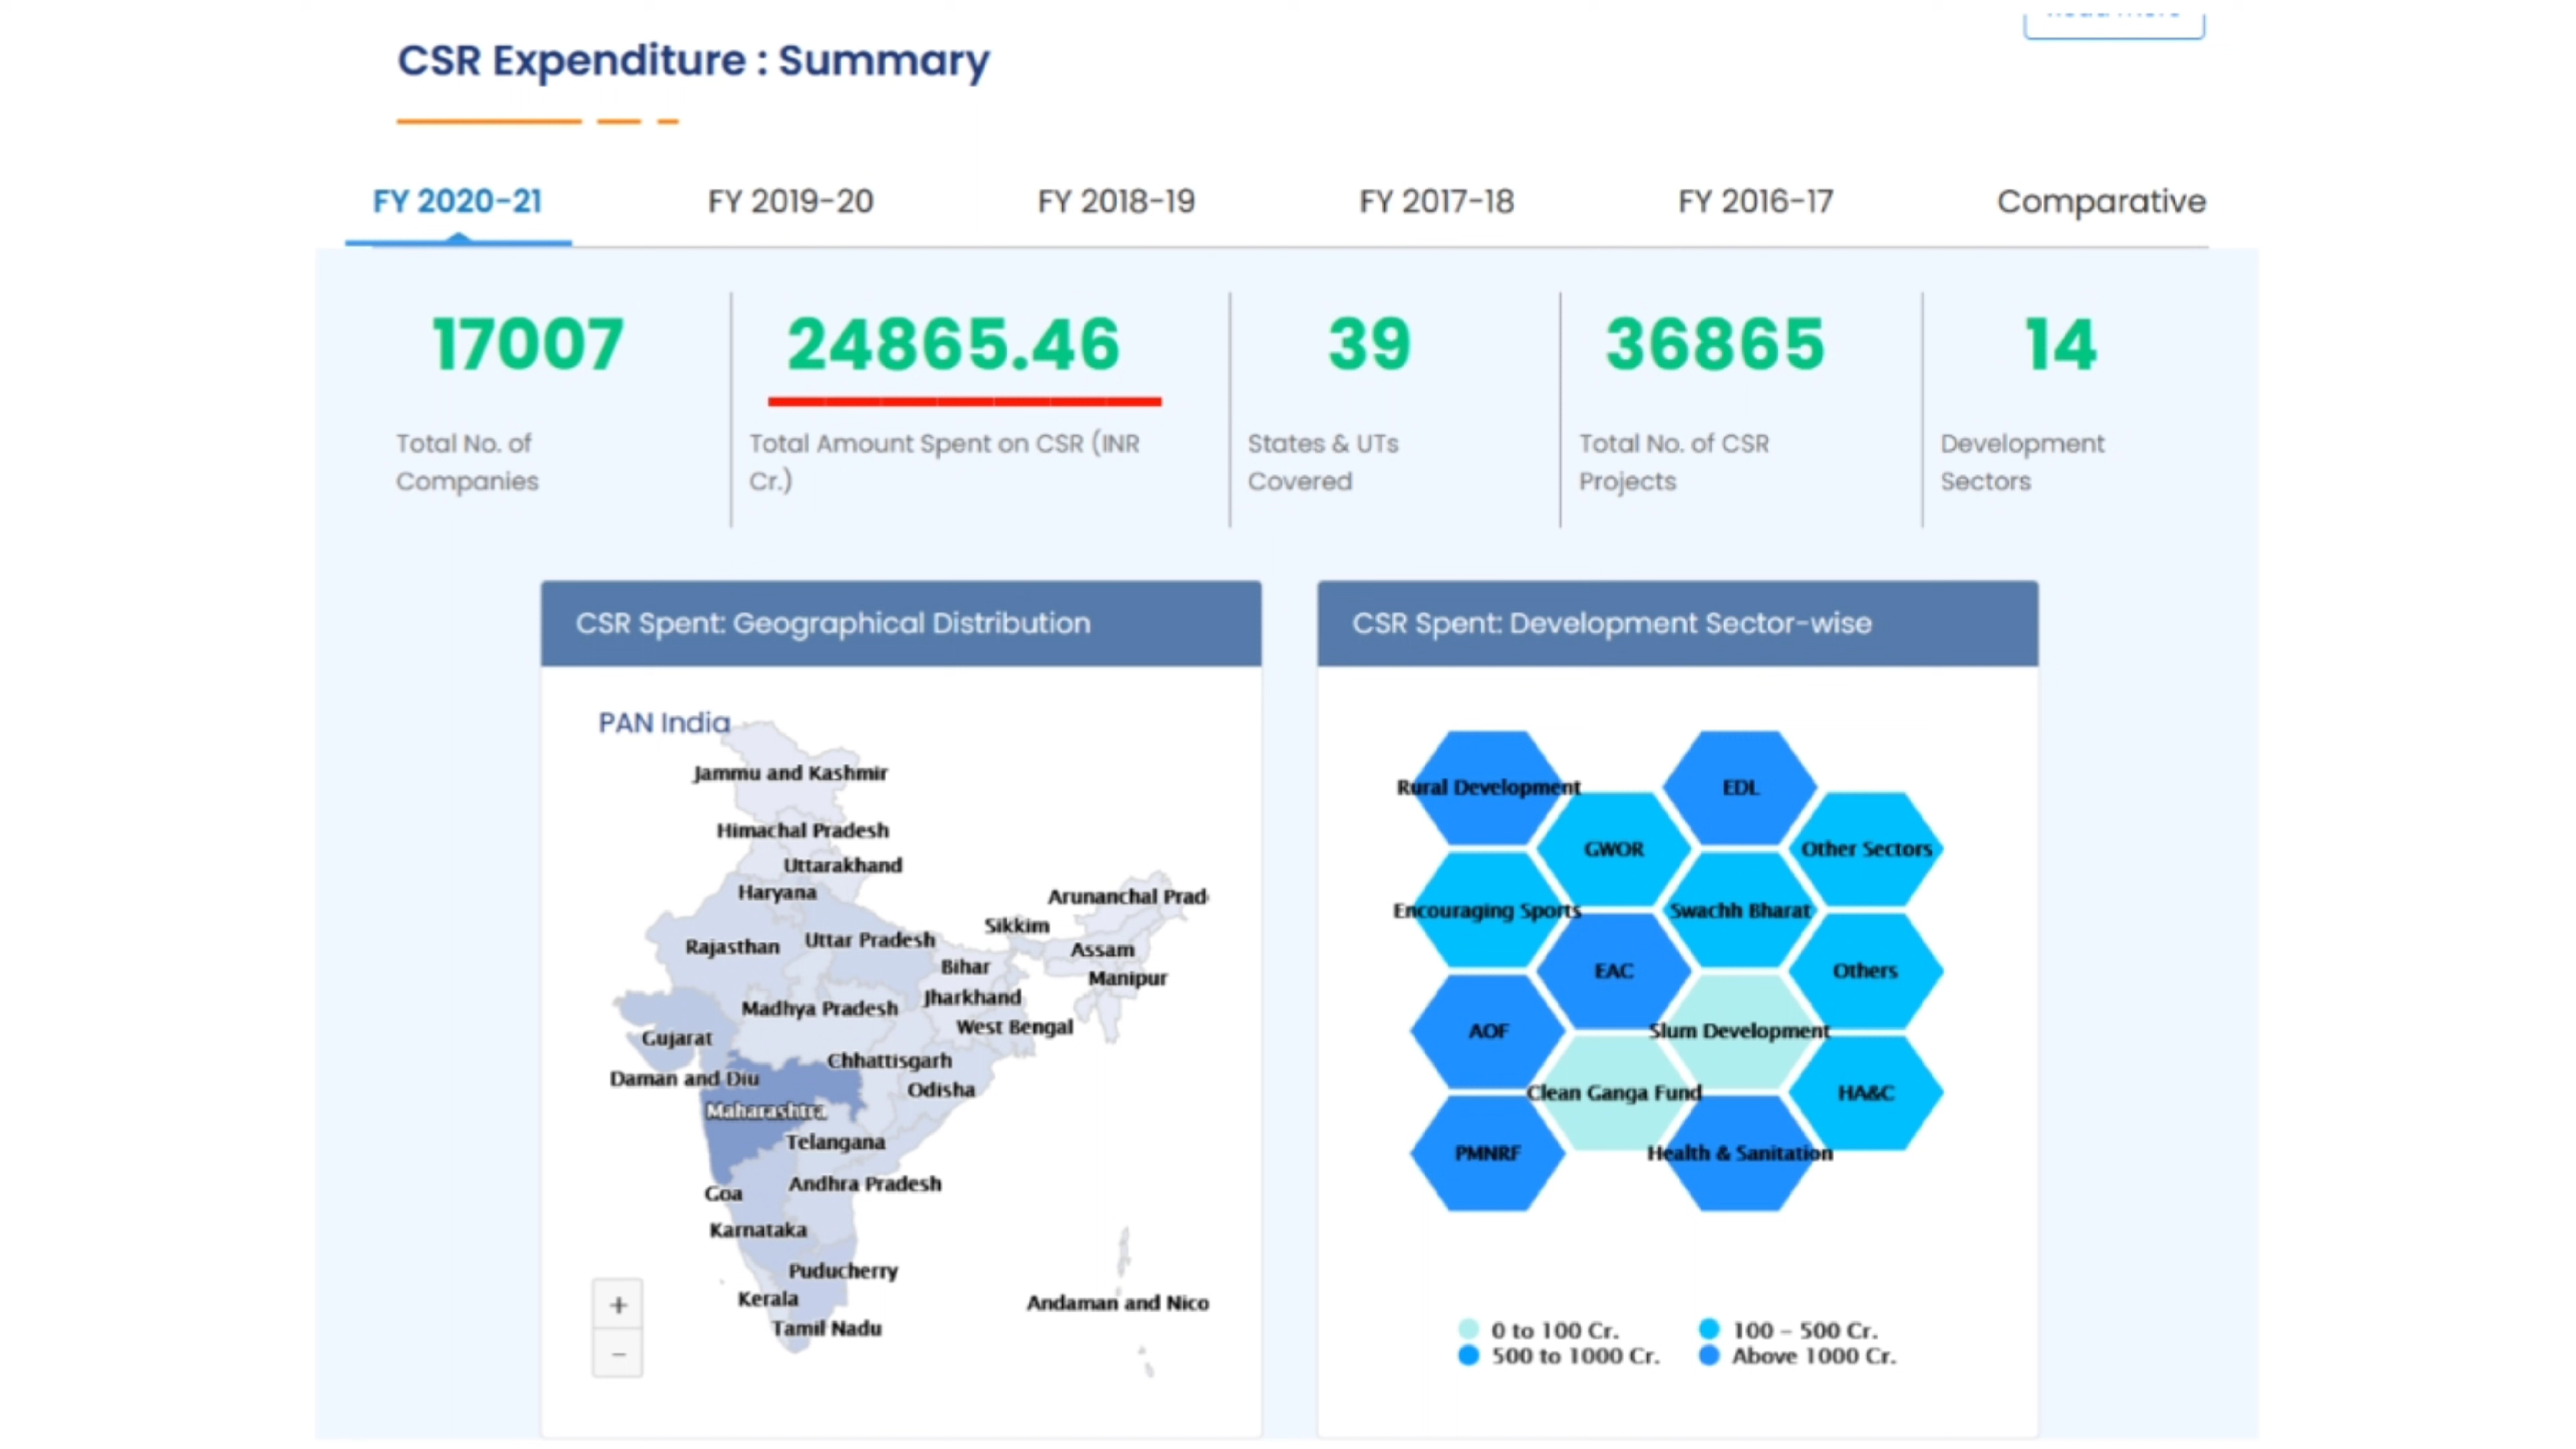 CSR Expenditure : Summary
FY 2020-21
FY 2019-20
FY 2018-19
FY 2017-18
FY 2016-17
Comparative
17007
24865.46
39
36865
14
Total No. of
Companies
Total Amount Spent on CSR (INR
Cr.)
States & UTs
Covered
Total No. of CSR
Projects
Development
Sectors
CSR Spent: Geographical Distribution
PAN India
Jammu and Kashmir
Himachal Pradesh
Uttarakhand
Haryana
Arunanchal Prad
Sikkim
Rajasthan
Uttar Pradesh
Assam
Bihar
Manipur
Jharkhand
Madhya Pradesh
West Bengal
Gujarat
Chhattisgarh
Daman and Diu
Odisha
Maharashtra
Telangana
Andhra Pradesh
Goa
Karnataka
Puducherry
Kerala
Andaman and Nico
Tamil Nadu
+
−
CSR Spent: Development Sector-wise
Rural Development
EDL
GWOR
Other Sectors
Encouraging Sports
Swachh Bharat
EAC
Others
AOF
Slum Development
Clean Ganga Fund
HA&C
PMNRF
Health & Sanitation
0 to 100 Cr.
100 – 500 Cr.
500 to 1000 Cr.
Above 1000 Cr.